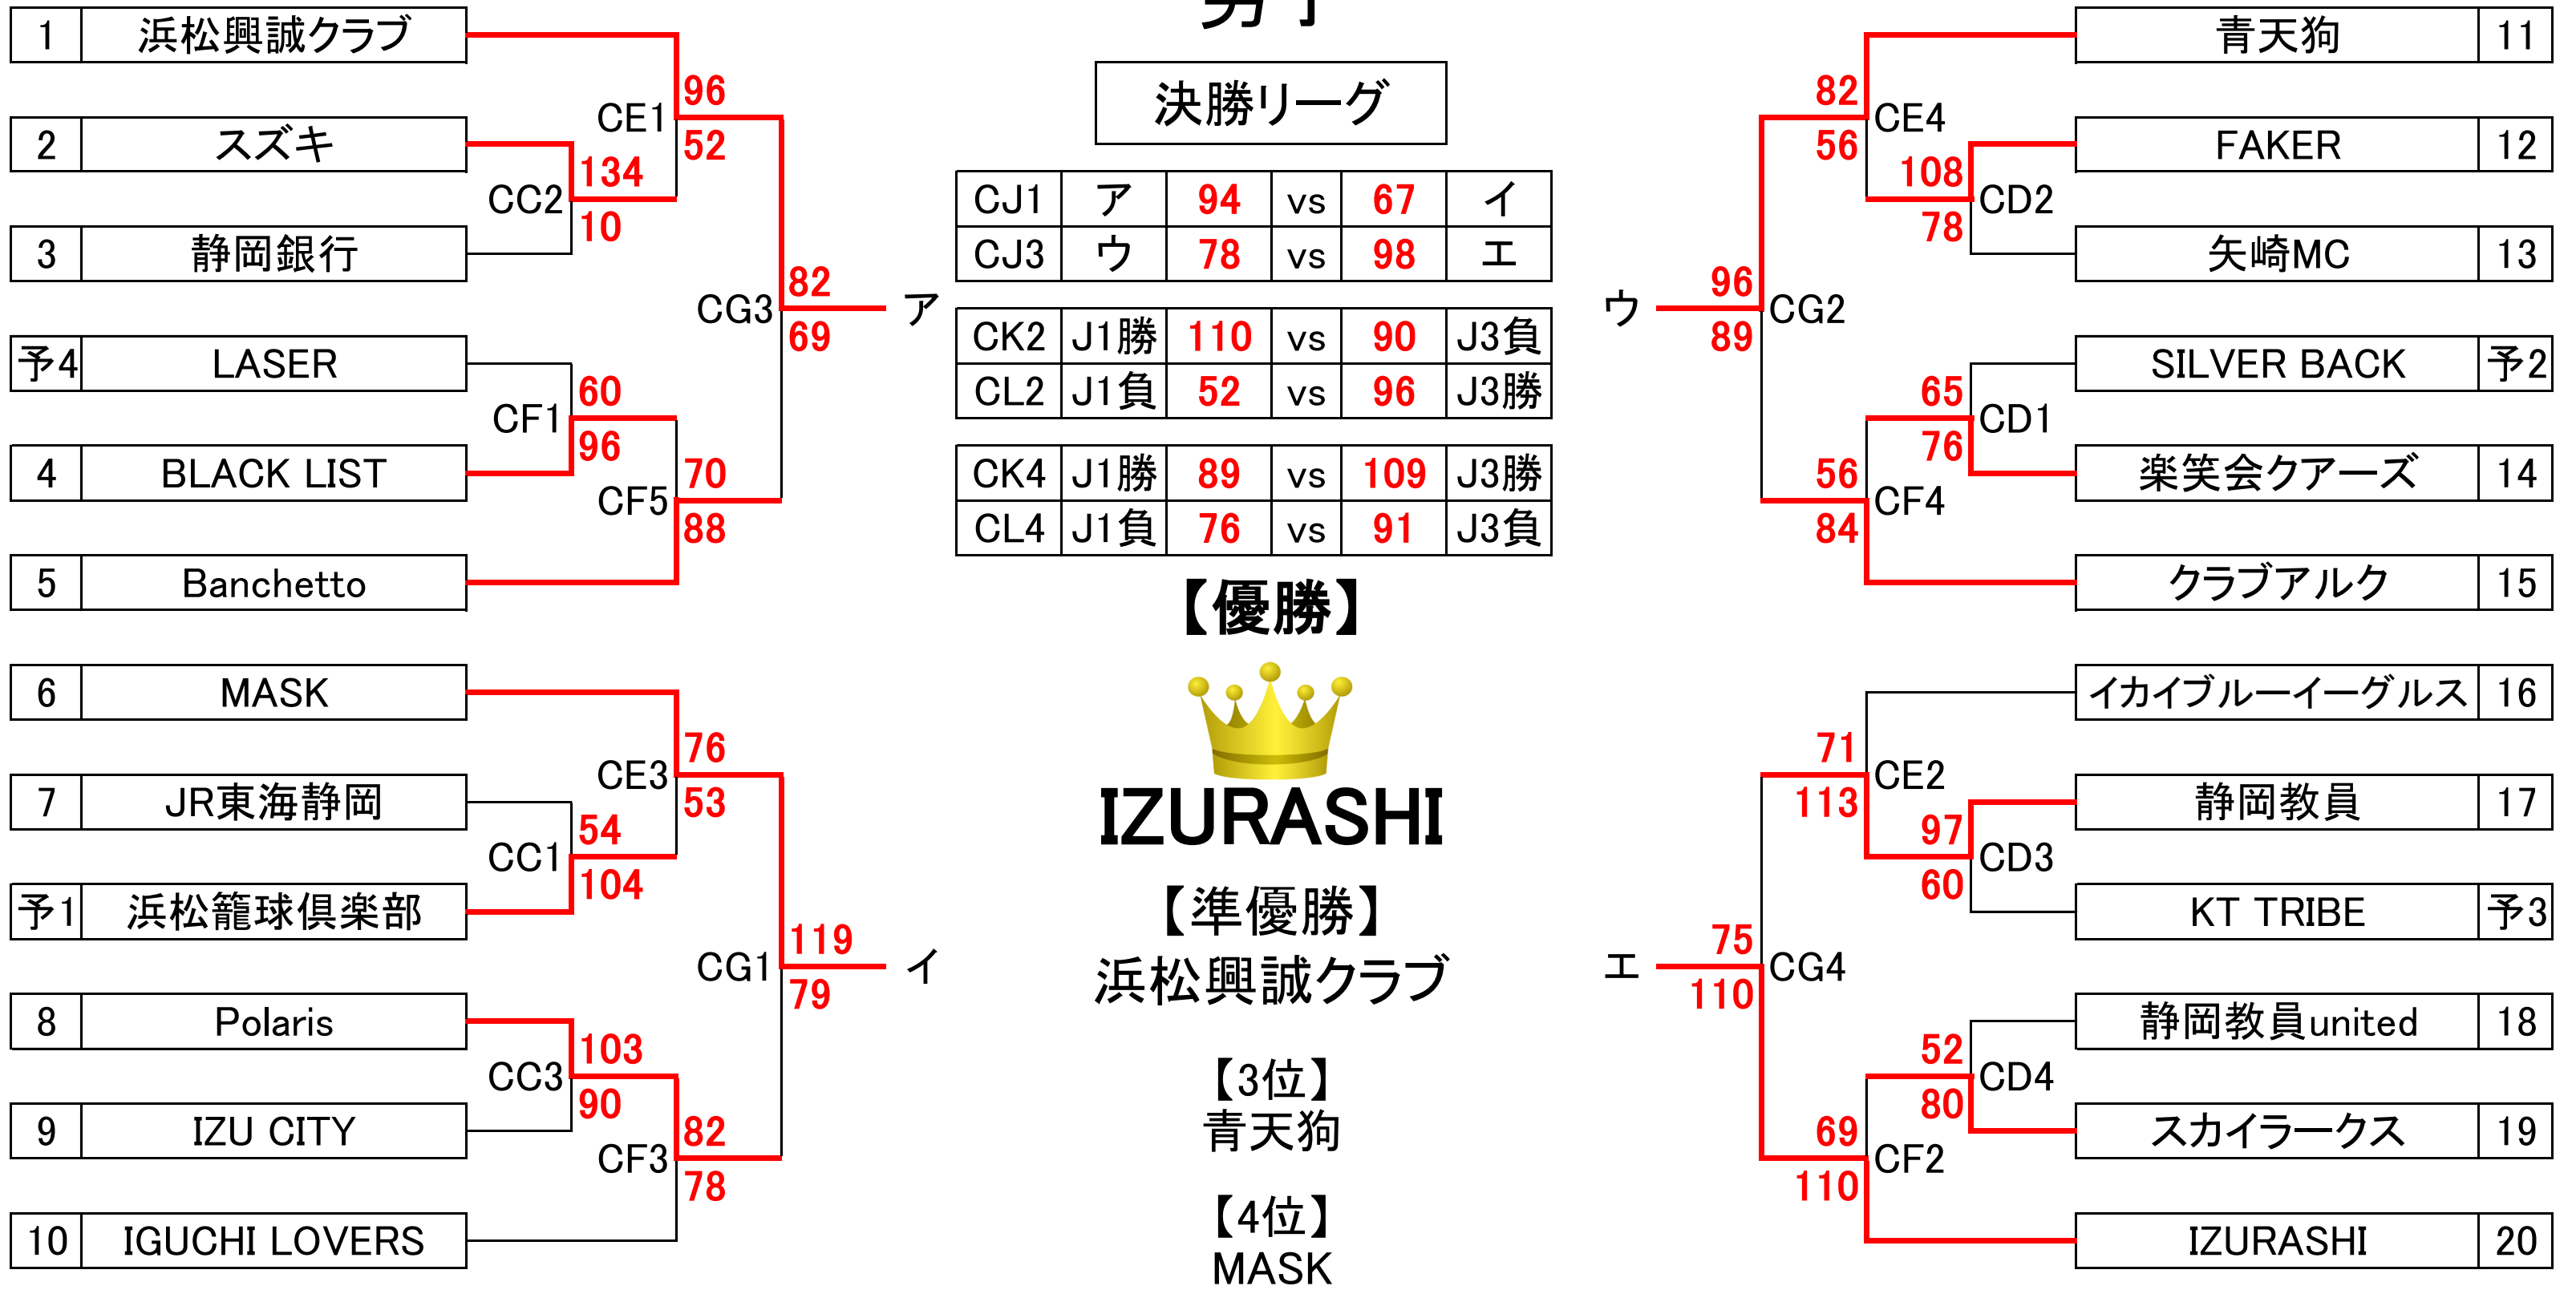 1 浜松興誠クラブ
2 スズキ
3 静岡銀行
予4 LASER
4 BLACK LIST
5 Banchetto
6 MASK
7 JR東海静岡
予1 浜松籠球倶楽部
8 Polaris
9 IZU CITY
10 IGUCHI LOVERS
CE1 96 52
CC2 134 10
CG3 82 69 ア
CF1 60 96
CF5 70 88
CE3 76 53
CC1 54 104
CG1 119 79 イ
CC3 103 90
CF3 82 78
決勝リーグ
CJ1 ア 94 vs 67 イ
CJ3 ウ 78 vs 98 エ
CK2 J1勝 110 vs 90 J3負
CL2 J1負 52 vs 96 J3勝
CK4 J1勝 89 vs 109 J3勝
CL4 J1負 76 vs 91 J3負
【優勝】
IZURASHI
【準優勝】
浜松興誠クラブ
【3位】
青天狗
【4位】
MASK
82 56 CE4
108 78 CD2
ウ 96 89 CG2
65 76 CD1
56 84 CF4
71 113 CE2
97 60 CD3
エ 75 110 CG4
52 80 CD4
69 110 CF2
青天狗 11
FAKER 12
矢崎MC 13
SILVER BACK 予2
楽笑会クアーズ 14
クラブアルク 15
イカイブルーイーグルス 16
静岡教員 17
KT TRIBE 予3
静岡教員united 18
スカイラークス 19
IZURASHI 20